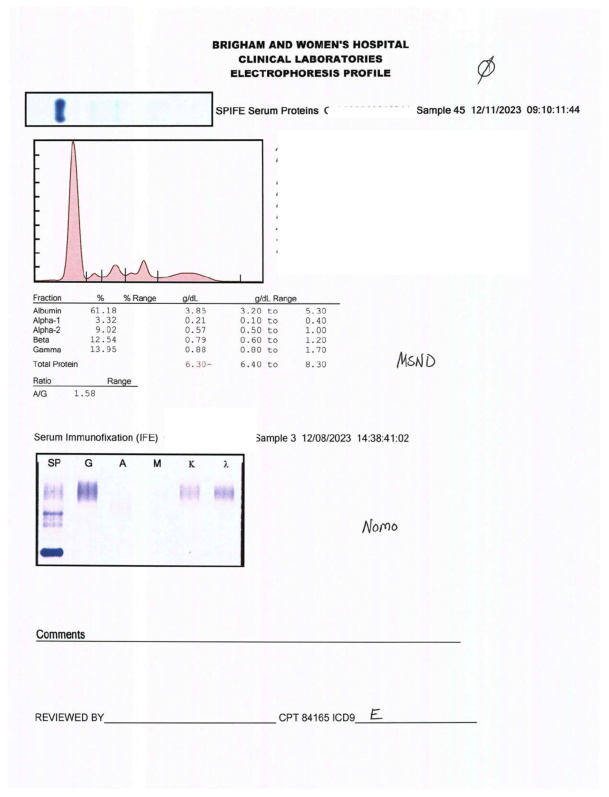 BRIGHAM AND WOMEN'S HOSPITAL
CLINICAL LABORATORIES
ELECTROPHORESIS PROFILE
Ø
SPIFE Serum Proteins Sample 45 12/11/2023 09:10:11:44
Fraction % % Range g/dL g/dL Range
Albumin 61.18 3.85 3.20 to 5.30
Alpha-1 3.32 0.21 0.10 to 0.40
Alpha-2 9.02 0.57 0.50 to 1.00
Beta 12.54 0.79 0.60 to 1.20
Gamma 13.95 0.88 0.80 to 1.70
Total Protein 6.30- 6.40 to 8.30
MSND
Ratio Range
A/G 1.58
Serum Immunofixation (IFE) Sample 3 12/08/2023 14:38:41:02
SP G A M K λ
Nomo
Comments
REVIEWED BY CPT 84165 ICD9 E